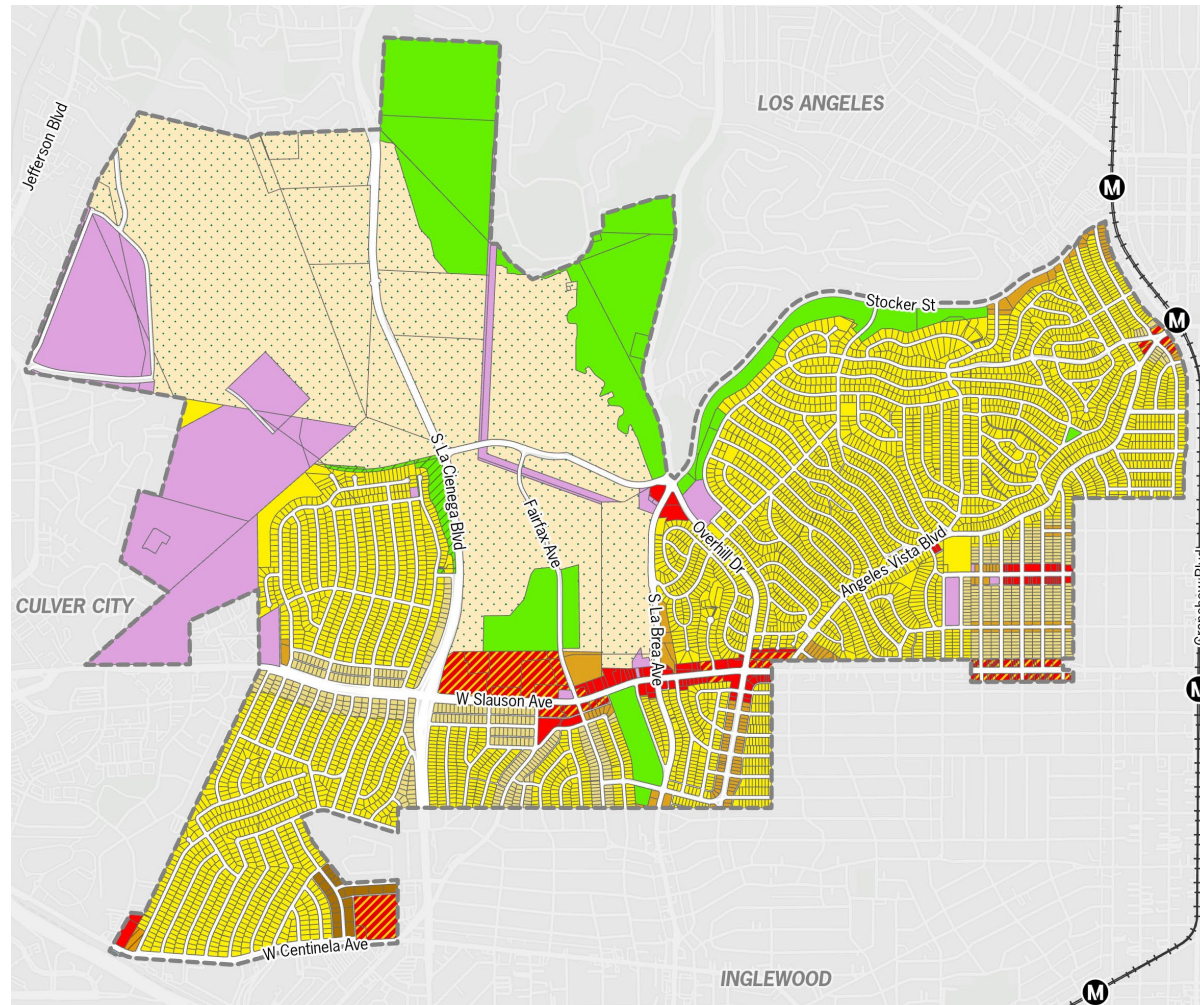 LOS ANGELES
Jefferson Blvd
M
Stocker St
M
S La Cienega Blvd
Fairfax Ave
Overhill Dr
Angeles Vista Blvd
CULVER CITY
S La Brea Ave
M
W Slauson Ave
W Centinela Ave
INGLEWOOD
M